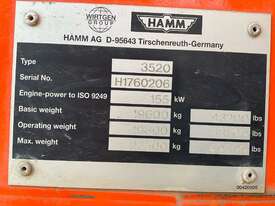 WIRTGEN
GROUP
HAMM
HAMM AG D-95643 Tirschenreuth-Germany
Type 3520
Serial No. H1760206
Engine-power to ISO 9249 155 kW
Basic weight kg lbs
Operating weight kg lbs
Max. weight kg lbs